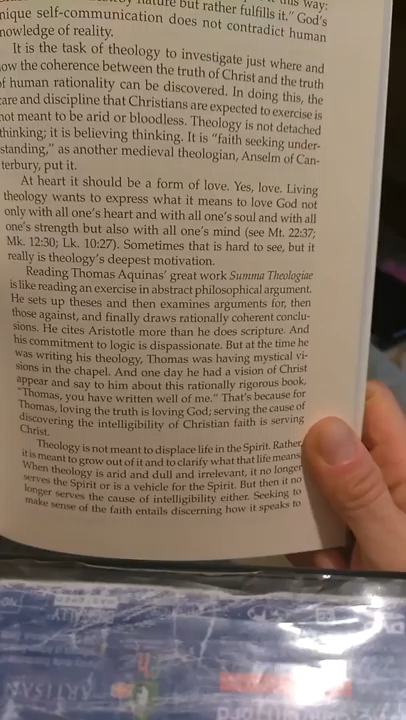 nature but rather fulfills it." God's
nique self-communication does not contradict human
nowledge of reality.
It is the task of theology to investigate just where and
ow the coherence between the truth of Christ and the truth
f human rationality can be discovered. In doing this, the
care and discipline that Christians are expected to exercise is
not meant to be arid or bloodless. Theology is not detached
thinking; it is believing thinking. It is "faith seeking under-
standing," as another medieval theologian, Anselm of Can-
terbury, put it.
At heart it should be a form of love. Yes, love. Living
theology wants to express what it means to love God not
only with all one's heart and with all one's soul and with all
one's strength but also with all one's mind (see Mt. 22:37;
Mk. 12:30; Lk. 10:27). Sometimes that is hard to see, but it
really is theology's deepest motivation.
Reading Thomas Aquinas' great work Summa Theologiae
is like reading an exercise in abstract philosophical argument.
He sets up theses and then examines arguments for, then
those against, and finally draws rationally coherent conclu-
sions. He cites Aristotle more than he does scripture. And
his commitment to logic is dispassionate. But at the time he
was writing his theology, Thomas was having mystical vi-
sions in the chapel. And one day he had a vision of Christ
appear and say to him about this rationally rigorous book,
"Thomas, you have written well of me." That's because for
Thomas, loving the truth is loving God; serving the cause of
discovering the intelligibility of Christian faith is serving
Christ.
Theology is not meant to displace life in the Spirit. Rather,
it is meant to grow out of it and to clarify what that life means.
When theology is arid and dull and irrelevant, it no longer
serves the Spirit or is a vehicle for the Spirit. But then it no
longer serves the cause of intelligibility either. Seeking to
make sense of the faith entails discerning how it speaks to
ARTISAN